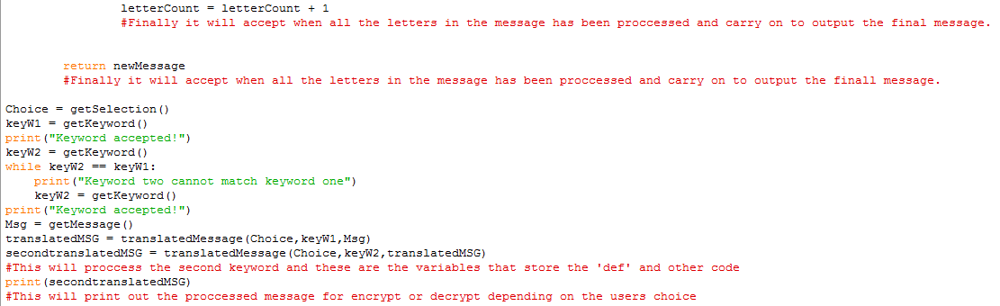 letterCount = letterCount + 1
#Finally it will accept when all the letters in the message has been proccessed and carry on to output the final message.
return newMessage
#Finally it will accept when all the letters in the message has been proccessed and carry on to output the finall message.
Choice = getSelection()
keyW1 = getKeyword()
print("Keyword accepted!")
keyW2 = getKeyword()
while keyW2 == keyW1:
    print("Keyword two cannot match keyword one")
    keyW2 = getKeyword()
print("Keyword accepted!")
Msg = getMessage()
translatedMSG = translatedMessage(Choice,keyW1,Msg)
secondtranslatedMSG = translatedMessage(Choice,keyW2,translatedMSG)
#This will proccess the second keyword and these are the variables that store the 'def' and other code
print(secondtranslatedMSG)
#This will print out the proccessed message for encrypt or decrypt depending on the users choice